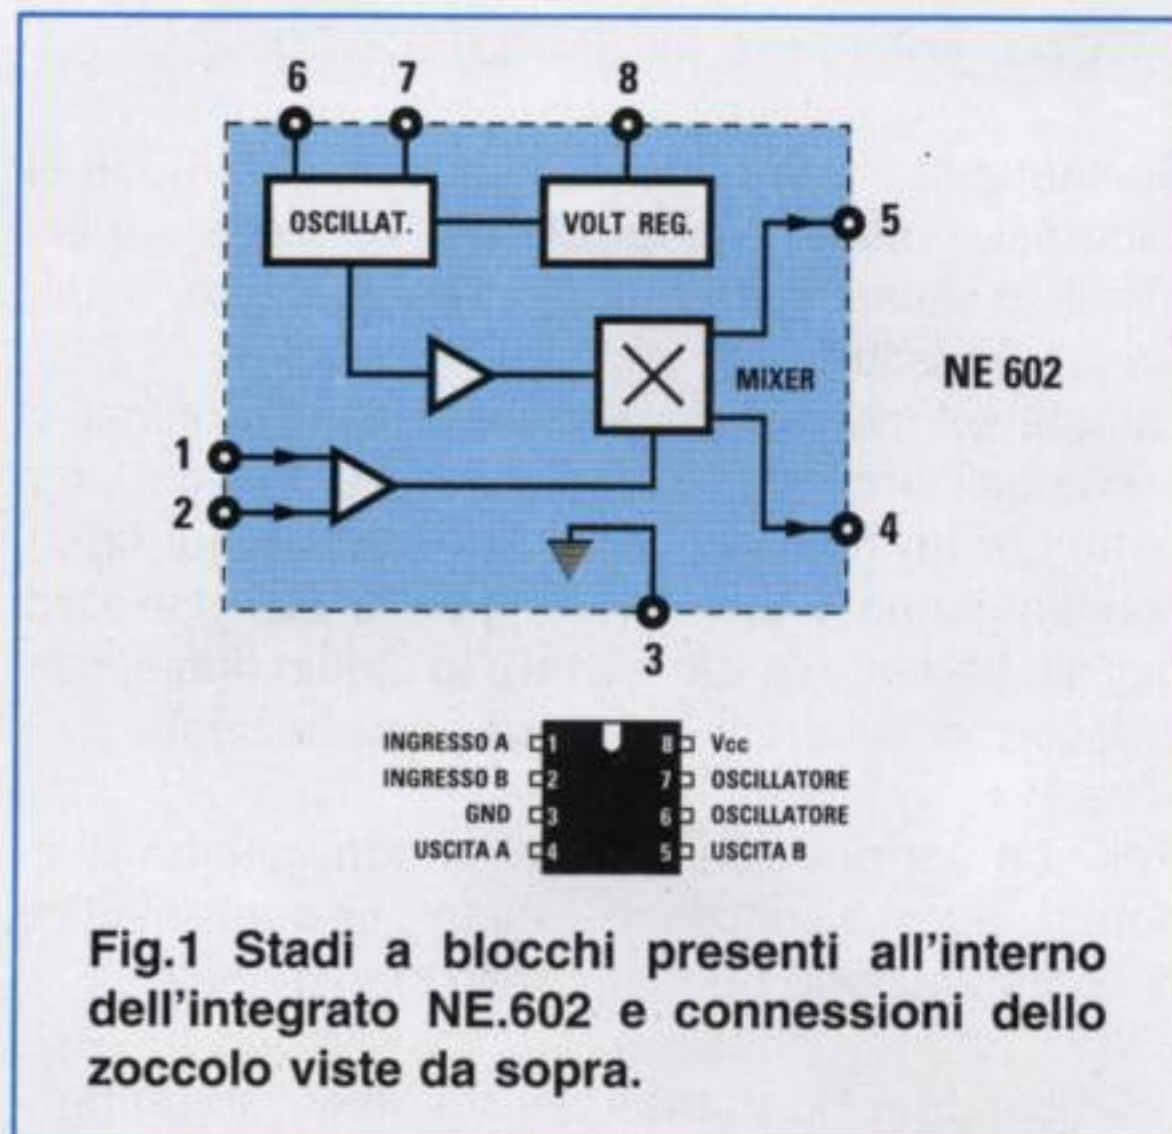 6 7 8
OSCILLAT. VOLT REG.
5
MIXER
NE 602
1
2
4
3
INGRESSO A 1 8 Vcc
INGRESSO B 2 7 OSCILLATORE
GND 3 6 OSCILLATORE
USCITA A 4 5 USCITA B
Fig.1 Stadi a blocchi presenti all'interno
dell'integrato NE.602 e connessioni dello
zoccolo viste da sopra.